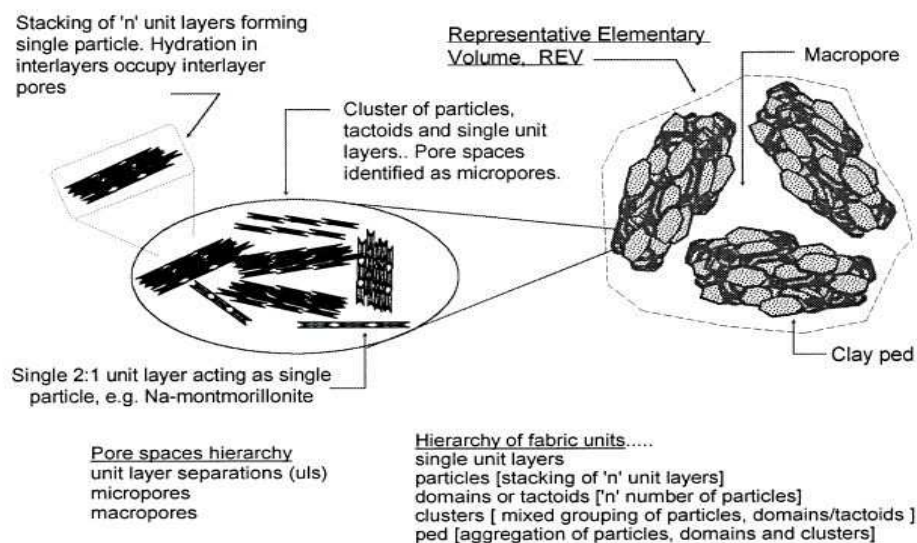 Stacking of 'n' unit layers forming
single particle. Hydration in
interlayers occupy interlayer
pores
Representative Elementary
Volume, REV
Macropore
Cluster of particles,
tactoids and single unit
layers.. Pore spaces
identified as micropores.
Clay ped
Single 2:1 unit layer acting as single
particle, e.g. Na-montmorillonite
Pore spaces hierarchy
unit layer separations (uls)
micropores
macropores
Hierarchy of fabric units.....
single unit layers
particles [stacking of 'n' unit layers]
domains or tactoids ['n' number of particles]
clusters [ mixed grouping of particles, domains/tactoids ]
ped [aggregation of particles, domains and clusters]